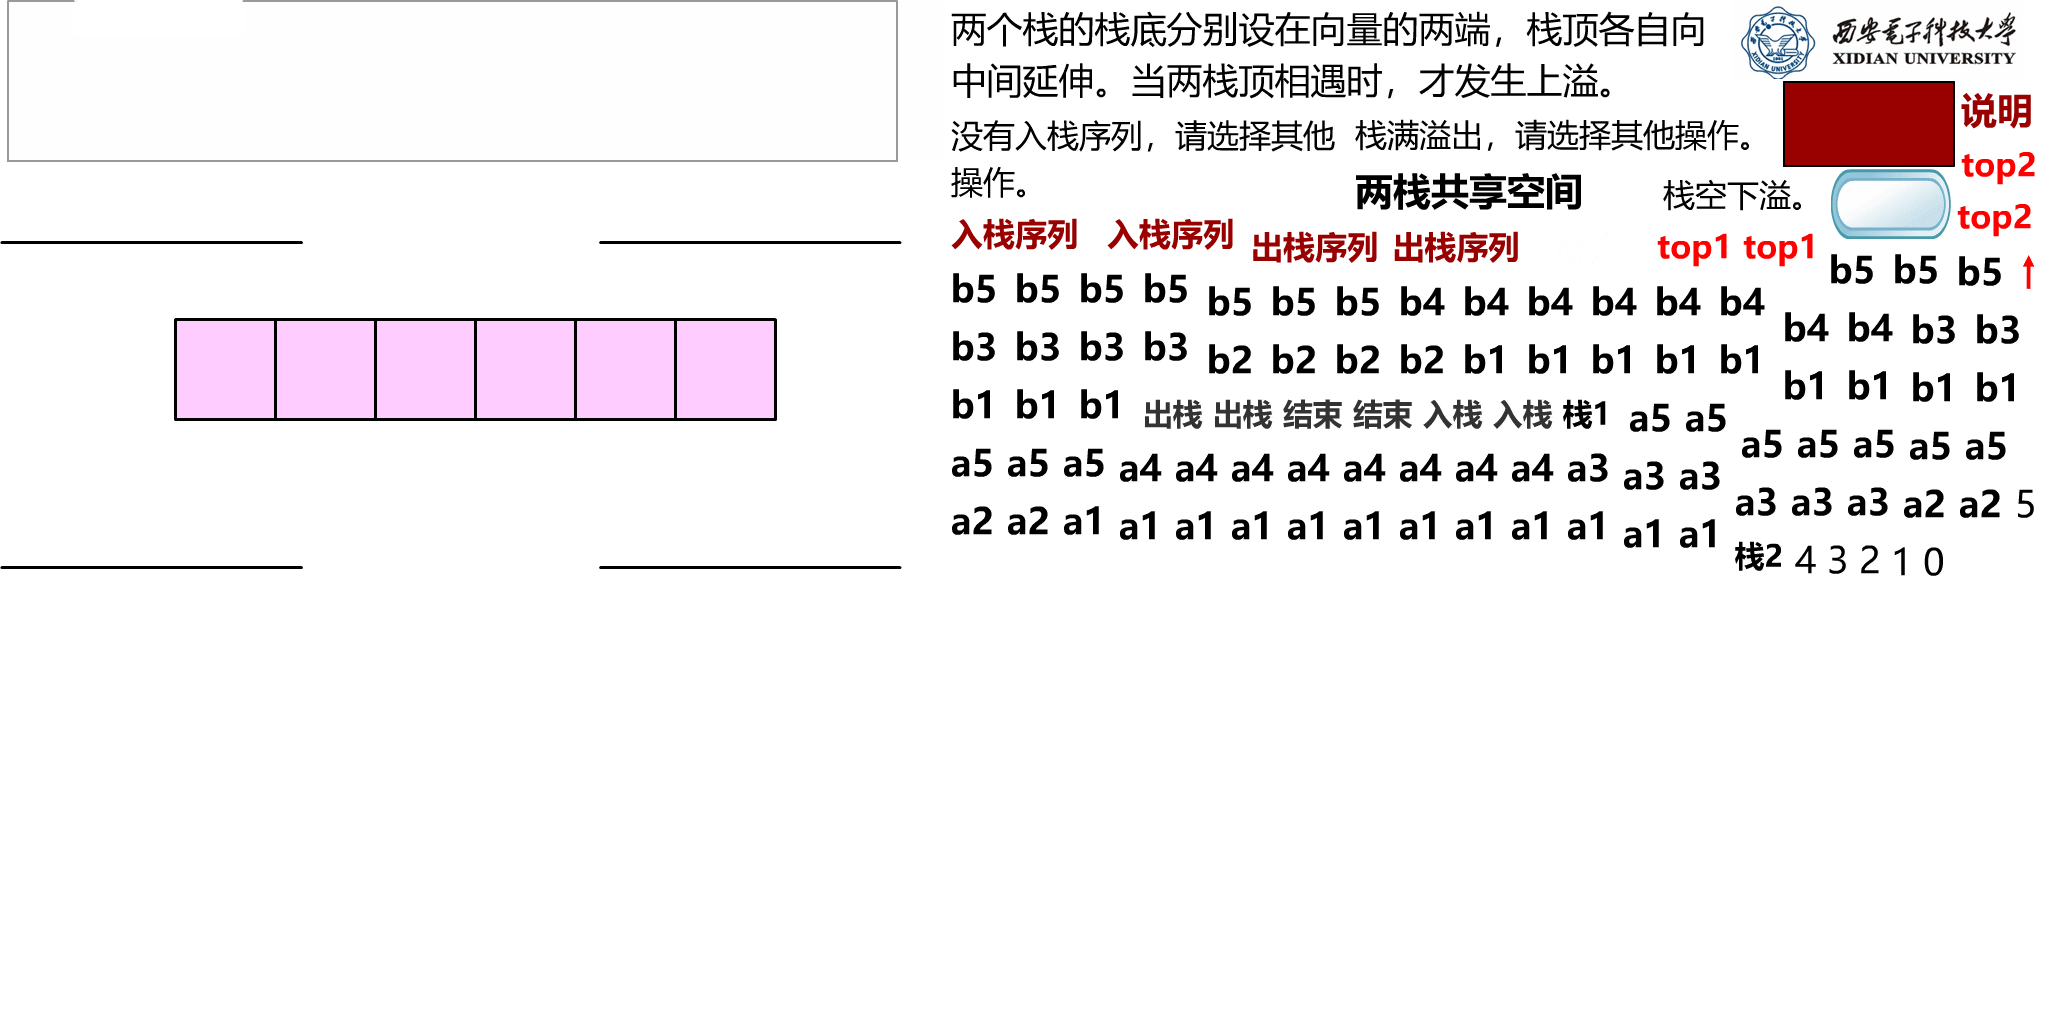 两个栈的栈底分别设在向量的两端，栈顶各自向
中间延伸。当两栈顶相遇时，才发生上溢。
西安电子科技大学
XIDIAN UNIVERSITY
说明
没有入栈序列，请选择其他
操作。
栈满溢出，请选择其他操作。
top2
两栈共享空间
栈空下溢。
top2
入栈序列 入栈序列 出栈序列 出栈序列 top1 top1
b5 b5 b5 b5 b5 b5 b5 b4 b4 b4 b4 b4 b4 b5 b5 b5
b3 b3 b3 b3 b2 b2 b2 b2 b1 b1 b1 b1 b1 b4 b4 b3 b3
b1 b1 b1 出栈 出栈 结束 结束 入栈 入栈 栈1 a5 a5 b1 b1 b1 b1
a5 a5 a5 a4 a4 a4 a4 a4 a4 a4 a4 a3 a3 a3 a5 a5 a5 a5 a5
a2 a2 a1 a1 a1 a1 a1 a1 a1 a1 a1 a1 a1 a1 a3 a3 a3 a2 a2 5
栈2 4 3 2 1 0